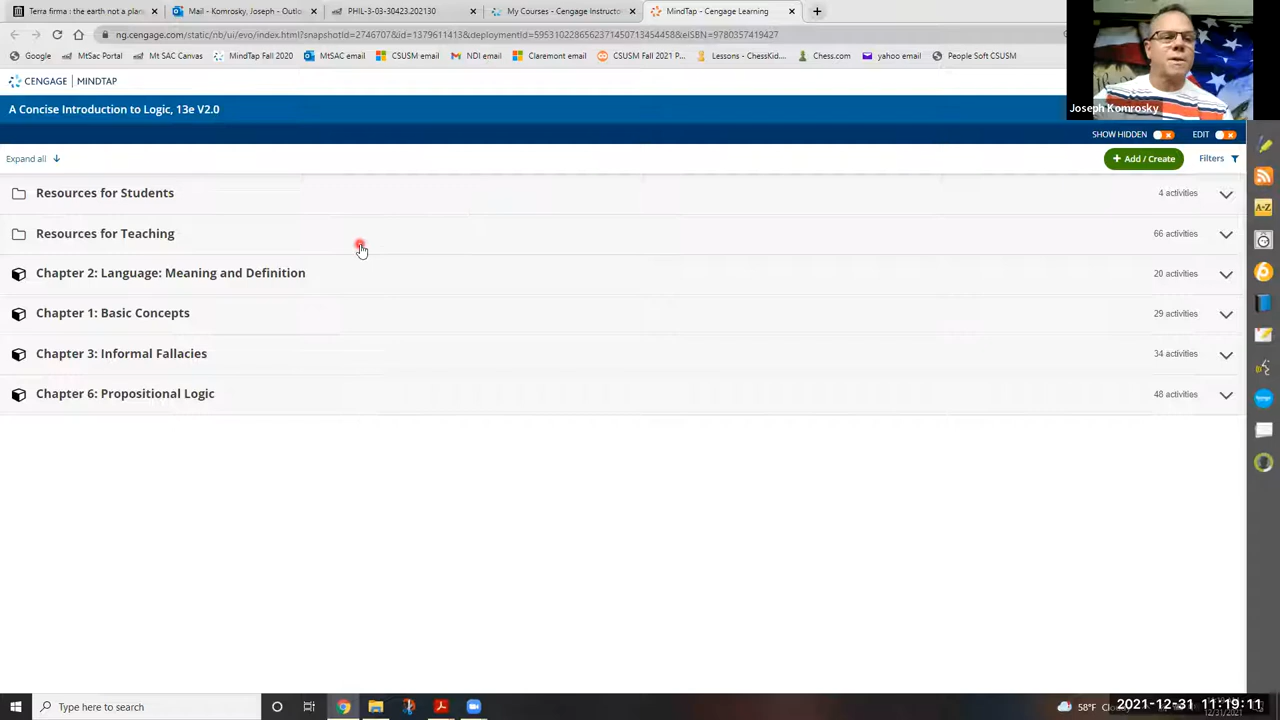 Terra firma : the earth not a plan
Mail - Komrosky, Joseph - Outlo
PHIL-3-03-30423.202130
My Courses - Cengage Instructo
MindTap - Cengage Learning
Google
MtSac Portal
Mt SAC Canvas
MindTap Fall 2020
MtSAC email
CSUSM email
NDI email
Claremont email
CSUSM Fall 2021 P...
Lessons - ChessKid...
Chess.com
yahoo email
People Soft CSUSM
CENGAGE | MINDTAP
Joseph Komrosky
A Concise Introduction to Logic, 13e V2.0
SHOW HIDDEN
EDIT
Expand all
+ Add / Create
Filters
Resources for Students
4 activities
Resources for Teaching
66 activities
Chapter 2: Language: Meaning and Definition
20 activities
Chapter 1: Basic Concepts
29 activities
Chapter 3: Informal Fallacies
34 activities
Chapter 6: Propositional Logic
48 activities
A-Z
Type here to search
58°F
2021-12-31 11:19:11
12/31/2021